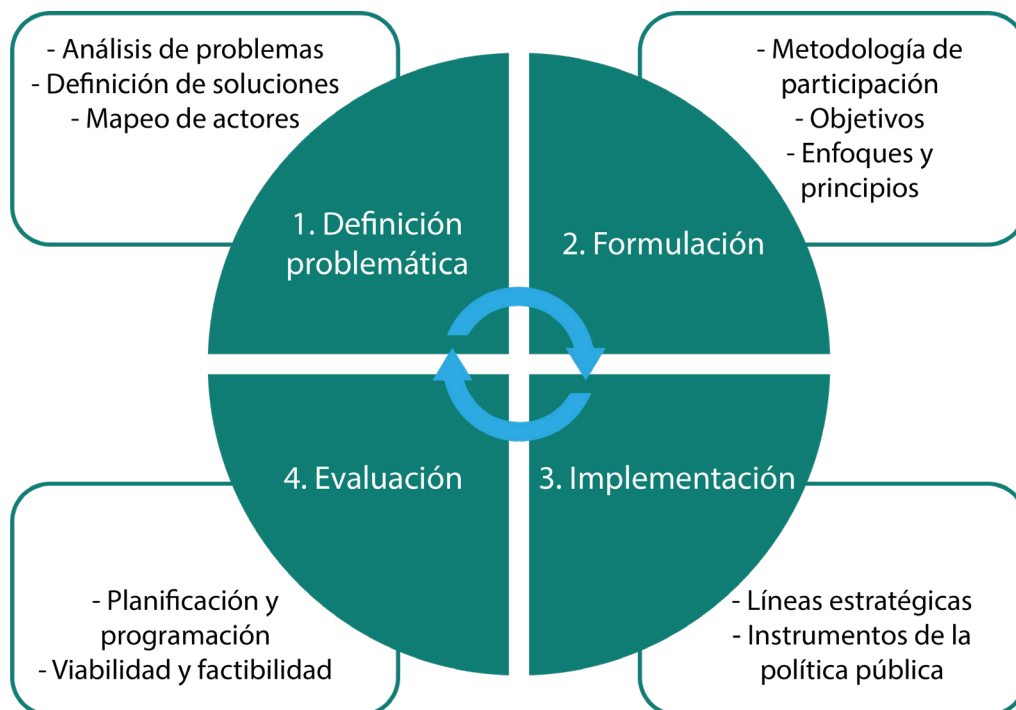 - Análisis de problemas
- Definición de soluciones
- Mapeo de actores
- Metodología de
participación
- Objetivos
- Enfoques y
principios
1. Definición
problemática
2. Formulación
4. Evaluación
3. Implementación
- Planificación y
programación
- Viabilidad y factibilidad
- Líneas estratégicas
- Instrumentos de la
política pública